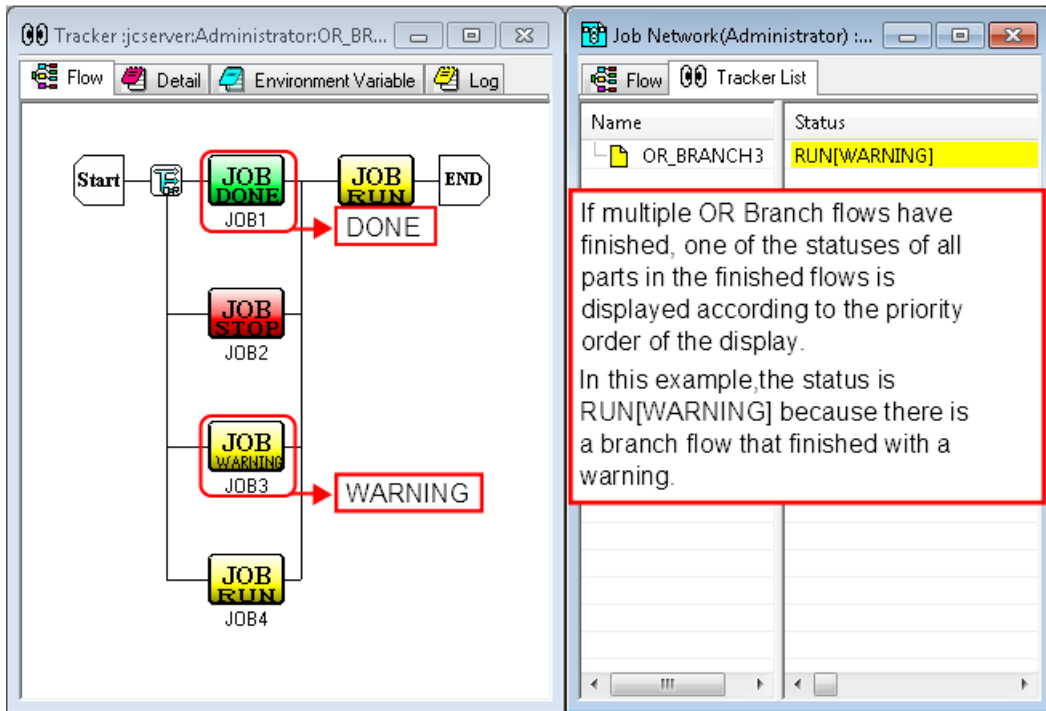 Tracker :jcserver:Administrator:OR_BR...
Flow Detail Environment Variable Log
Start
OR
JOB
DONE
JOB1
JOB
RUN
END
DONE
JOB
STOP
JOB2
JOB
WARNING
JOB3
WARNING
JOB
RUN
JOB4
Job Network(Administrator) :...
Flow Tracker List
Name Status
OR_BRANCH3 RUN[WARNING]
If multiple OR Branch flows have
finished, one of the statuses of all
parts in the finished flows is
displayed according to the priority
order of the display.
In this example,the status is
RUN[WARNING] because there is
a branch flow that finished with a
warning.